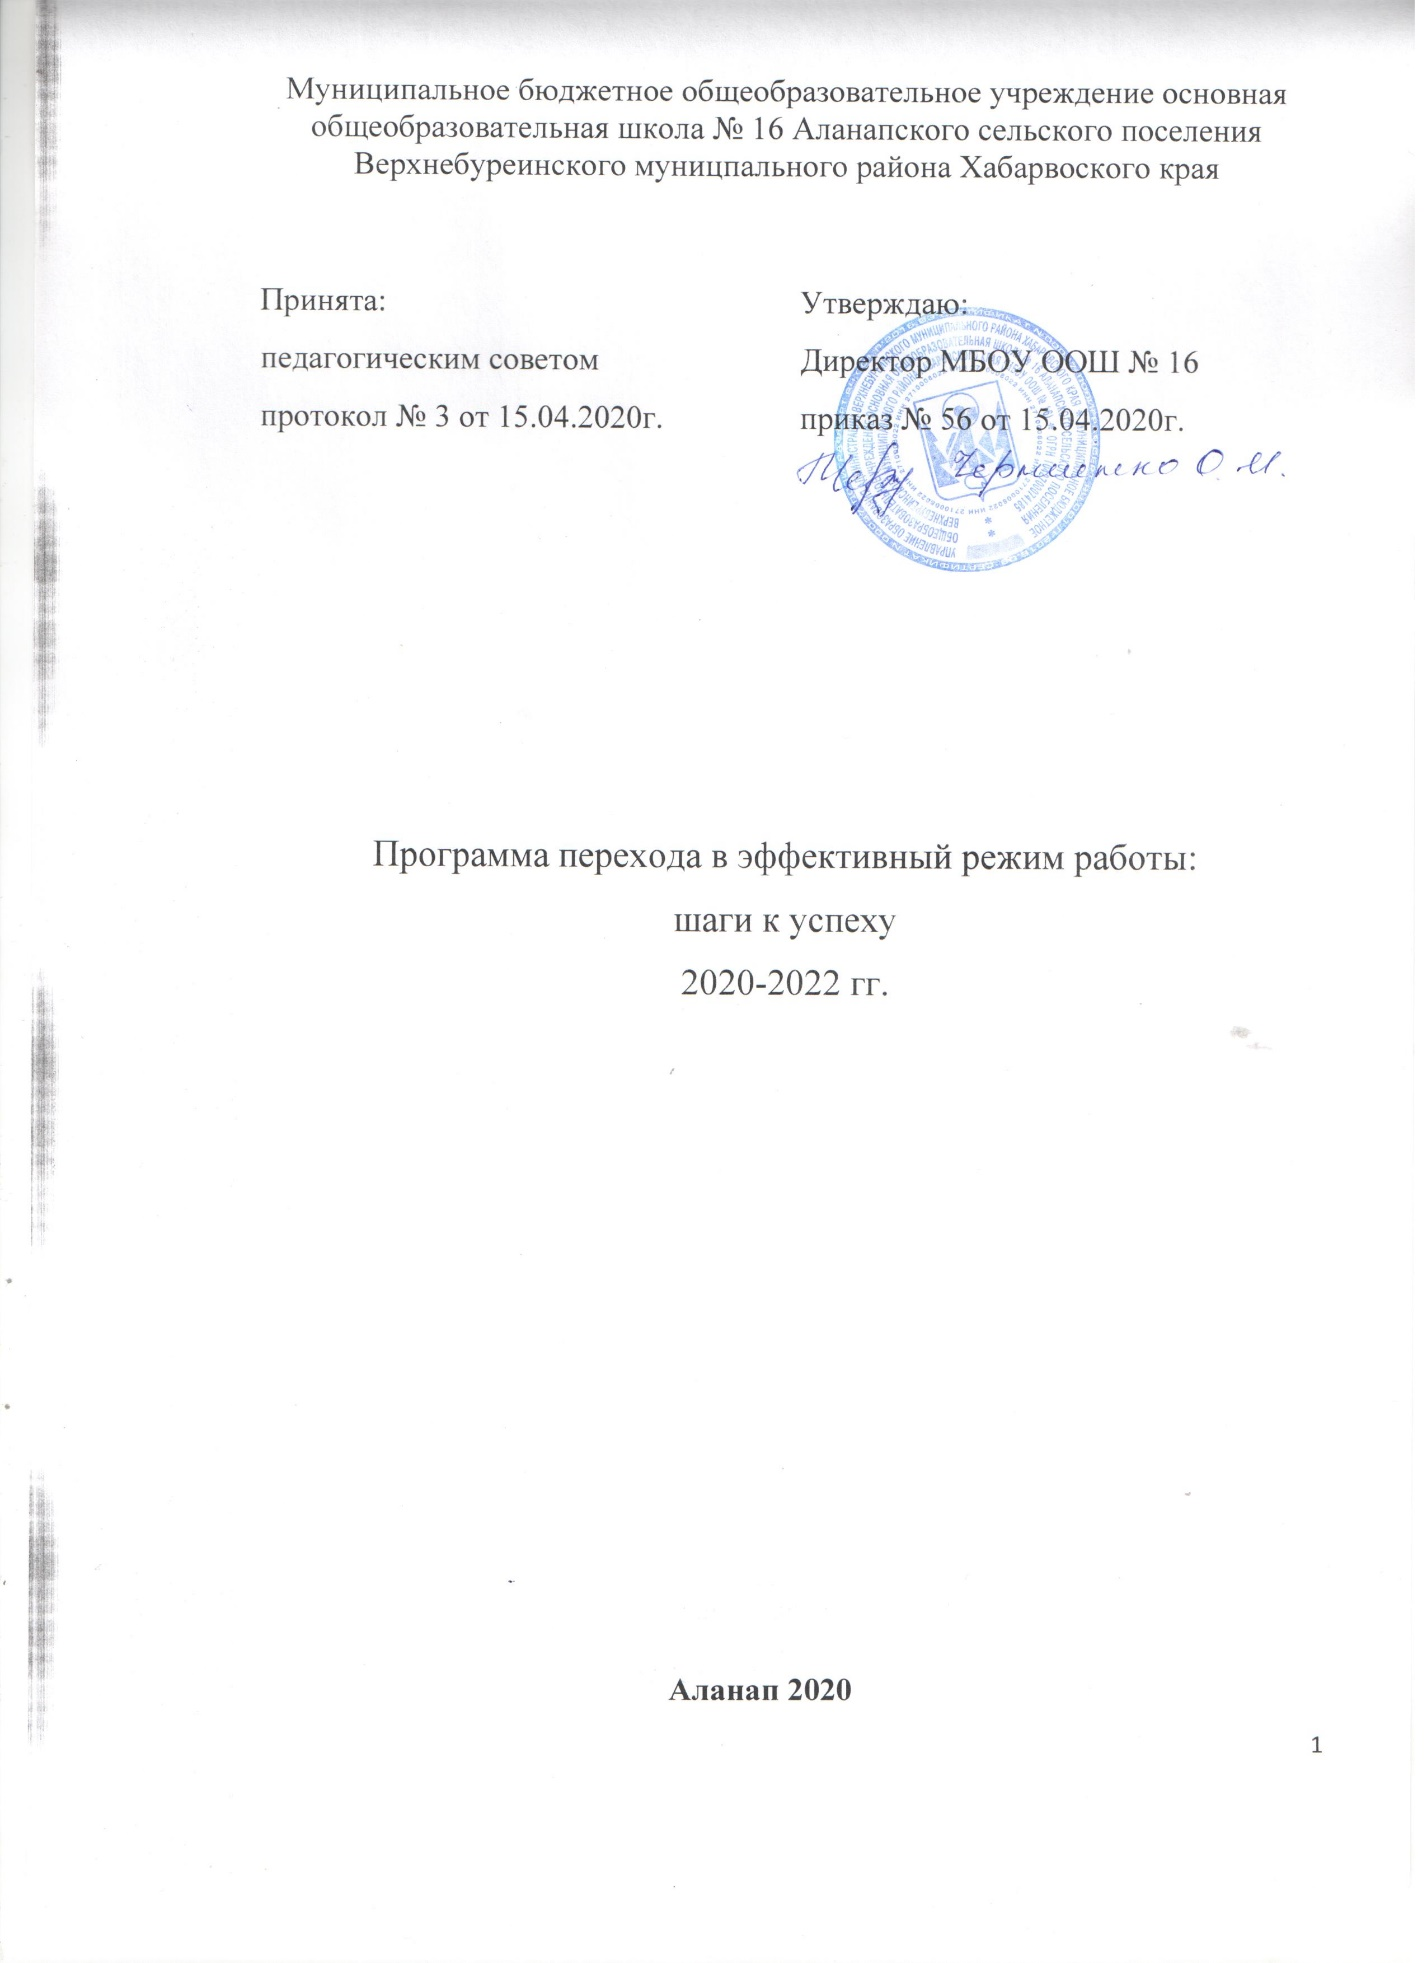 Муниципальное бюджетное общеобразовательное учреждение основная
общеобразовательная школа № 16 Аланапского сельского поселения
Верхнебуреинского муницпального района Хабарвоского края
Принята:
педагогическим советом
протокол № 3 от 15.04.2020г.
Утверждаю:
Директор МБОУ ООШ № 16
приказ № 56 от 15.04.2020г.
О. М.
Программа перехода в эффективный режим работы:
шаги к успеху
2020-2022 гг.
Аланап 2020
1